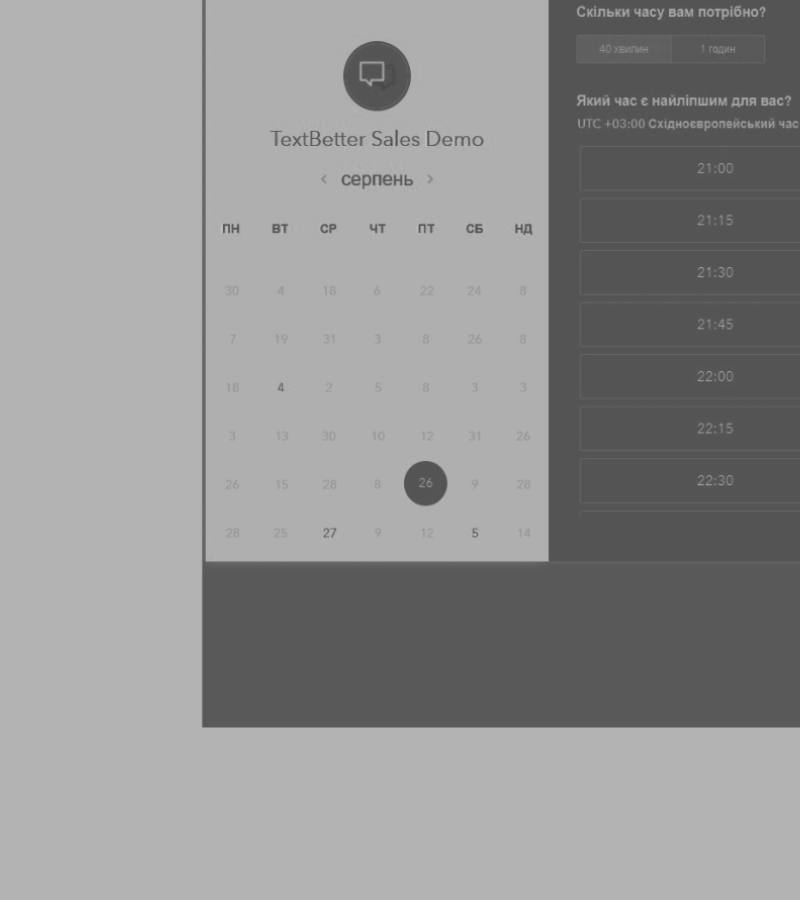 TextBetter Sales Demo
‹ серпень ›
ПН ВТ СР ЧТ ПТ СБ НД
30 4 18 6 22 24 8
7 19 31 3 8 26 8
18 4 2 5 8 3 3
3 13 30 10 12 31 26
26 15 28 8 26 9 28
28 25 27 9 12 5 14
Скільки часу вам потрібно?
40 хвилин 1 годин
Який час є найліпшим для вас?
UTC +03:00 Східноєвропейський час
21:00
21:15
21:30
21:45
22:00
22:15
22:30